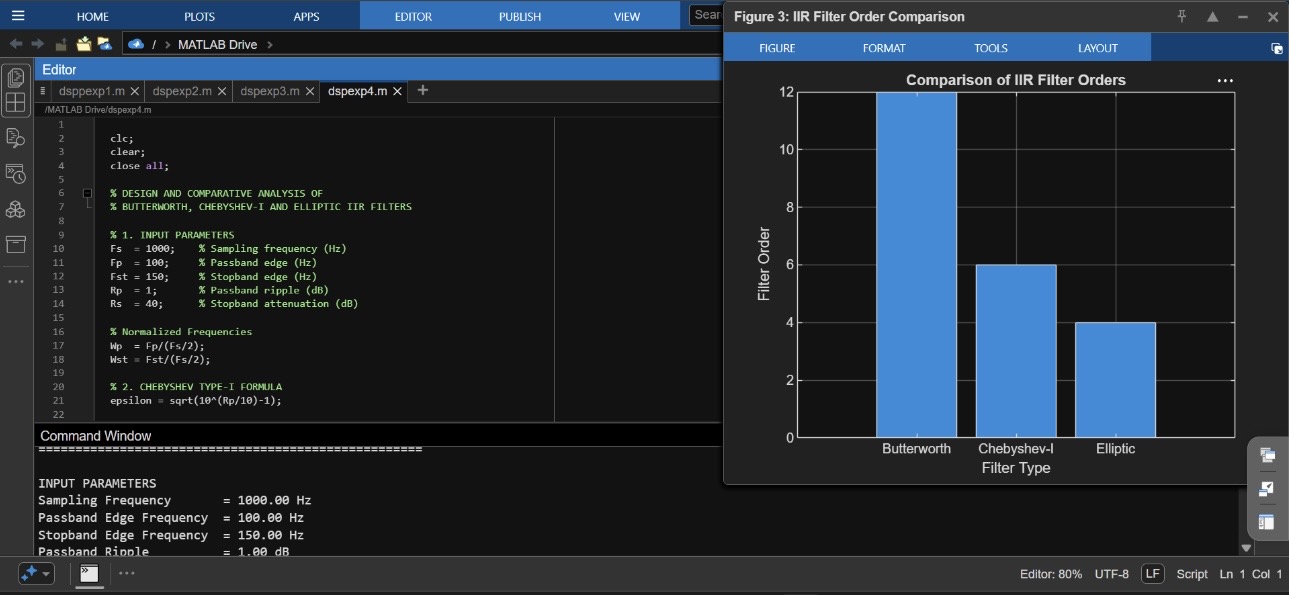 HOME PLOTS APPS EDITOR PUBLISH VIEW Sear
/ > MATLAB Drive >
Editor
dsppexp1.m × dspexp2.m × dspexp3.m × dspexp4.m × +
/MATLAB Drive/dspexp4.m
1
2 clc;
3 clear;
4 close all;
5
6 % DESIGN AND COMPARATIVE ANALYSIS OF
7 % BUTTERWORTH, CHEBYSHEV-I AND ELLIPTIC IIR FILTERS
8
9 % 1. INPUT PARAMETERS
10 Fs = 1000; % Sampling frequency (Hz)
11 Fp = 100; % Passband edge (Hz)
12 Fst = 150; % Stopband edge (Hz)
13 Rp = 1; % Passband ripple (dB)
14 Rs = 40; % Stopband attenuation (dB)
15
16 % Normalized Frequencies
17 Wp = Fp/(Fs/2);
18 Wst = Fst/(Fs/2);
19
20 % 2. CHEBYSHEV TYPE-I FORMULA
21 epsilon = sqrt(10^(Rp/10)-1);
22
Command Window
====================================================
INPUT PARAMETERS
Sampling Frequency = 1000.00 Hz
Passband Edge Frequency = 100.00 Hz
Stopband Edge Frequency = 150.00 Hz
Passband Ripple = 1.00 dB
Figure 3: IIR Filter Order Comparison
FIGURE FORMAT TOOLS LAYOUT
Comparison of IIR Filter Orders
12
10
8
6
4
2
0
Filter Order
Butterworth Chebyshev-I Elliptic
Filter Type
Editor: 80% UTF-8 LF Script Ln 1 Col 1